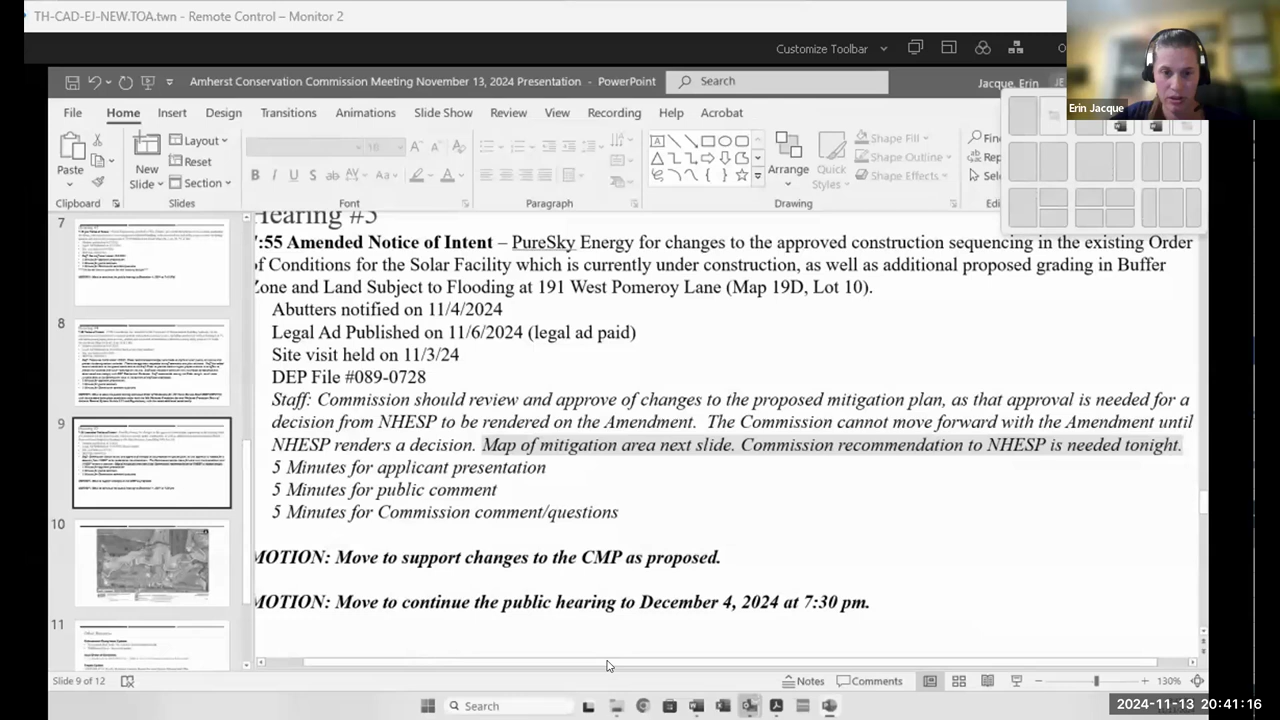 TH-CAD-EJ-NEW.TOA.twn - Remote Control – Monitor 2
Customize Toolbar
Amherst Conservation Commission Meeting November 13, 2024 Presentation - PowerPoint
Search
Jacque, Erin
Erin Jacque
File Home Insert Design Transitions Animations Slide Show Review View Recording Help Acrobat
Paste
New
Slide
Layout
Reset
Section
Arrange
Quick
Styles
Shape Fill
Shape Outline
Shape Effects
Clipboard Slides Font Paragraph Drawing
7
8
9
10
11
Hearing #5
7:55 Amended Notice of Intent – PureSky Energy for changes to the approved construction sequencing in the existing Order
Conditions for the Solar Facility which is currently under construction as well as additional proposed grading in Buffer
Zone and Land Subject to Flooding at 191 West Pomeroy Lane (Map 19D, Lot 10).
Abutters notified on 11/4/2024
Legal Ad published on 11/6/2024 (legal ad paid)
Site visit held on 11/3/24
DEP File #089-0728
Staff: Commission should review and approve of changes to the proposed mitigation plan, as that approval is needed for a
decision from NHESP to be rendered on the Amendment. The Commission cannot move forward with the Amendment until
NHESP renders a decision. Map of mitigation area next slide. Commission recommendation to NHESP is needed tonight.
Minutes for applicant presentation
5 Minutes for public comment
5 Minutes for Commission comment/questions
MOTION: Move to support changes to the CMP as proposed.
MOTION: Move to continue the public hearing to December 4, 2024 at 7:30 pm.
Slide 9 of 12
Notes
Comments
130%
Search
2024-11-13 20:41:16